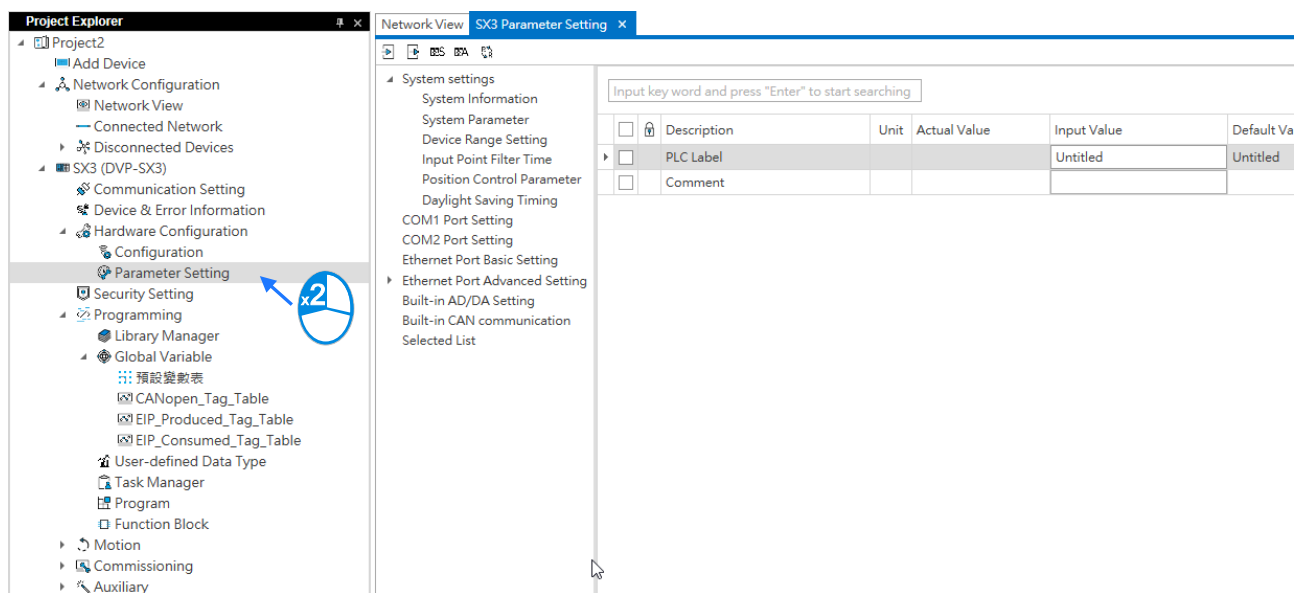 Project Explorer
Project2
Add Device
Network Configuration
Network View
Connected Network
Disconnected Devices
SX3 (DVP-SX3)
Communication Setting
Device & Error Information
Hardware Configuration
Configuration
Parameter Setting
Security Setting
Programming
Library Manager
Global Variable
預設變數表
CANopen_Tag_Table
EIP_Produced_Tag_Table
EIP_Consumed_Tag_Table
User-defined Data Type
Task Manager
Program
Function Block
Motion
Commissioning
Auxiliary
x2
Network View SX3 Parameter Setting
System settings
System Information
System Parameter
Device Range Setting
Input Point Filter Time
Position Control Parameter
Daylight Saving Timing
COM1 Port Setting
COM2 Port Setting
Ethernet Port Basic Setting
Ethernet Port Advanced Setting
Built-in AD/DA Setting
Built-in CAN communication
Selected List
Input key word and press "Enter" to start searching
Description Unit Actual Value Input Value Default Va
PLC Label Untitled Untitled
Comment